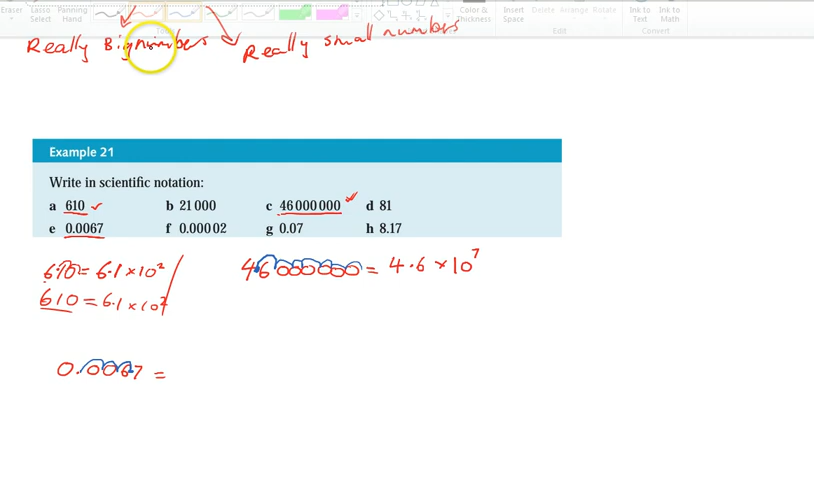 Eraser Lasso Select Panning Hand Color & Thickness Insert Space Delete Arrange Rotate Ink to Text Ink to Math
Edit Convert
Really Big numbers Really small numbers
Example 21
Write in scientific notation:
a 610 b 21 000 c 46 000 000 d 81
e 0.0067 f 0.000 02 g 0.07 h 8.17
610 = 6.1 × 10² 46000000 = 4.6 × 10⁷
610 = 6.1 × 10²
0.0067 =